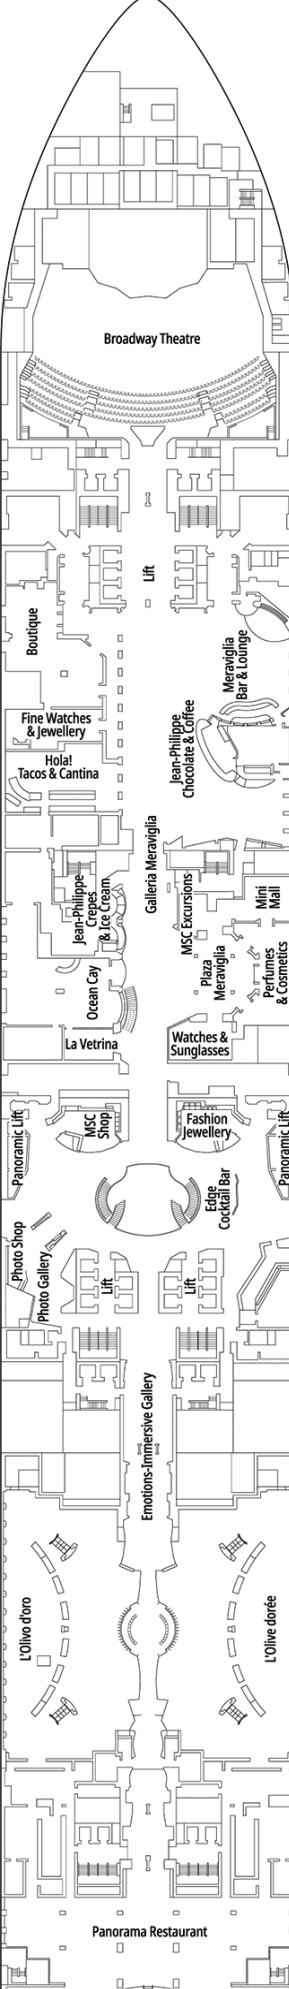 Broadway Theatre
Lift
Boutique
Meraviglia
Bar & Lounge
Fine Watches
& Jewellery
Jean-Philippe
Chocolate & Coffee
Hola!
Tacos & Cantina
Galleria Meraviglia
Jean-Philippe
Crepes
& Ice Cream
MSC Excursions
Mini
Mall
Plaza
Meraviglia
Perfumes
& Cosmetics
Ocean Cay
La Vetrina
Watches &
Sunglasses
Panoramic Lift
MSC
Shop
Fashion
Jewellery
Panoramic Lift
Edge
Cocktail Bar
Photo Shop
Photo Gallery
Lift
Lift
Emotions-Immersive Gallery
L'Olivo d'oro
L'Olive dorée
Panorama Restaurant